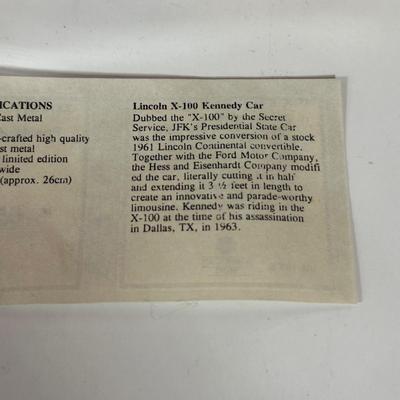 ICATIONS
Cast Metal
-crafted high quality
st metal
limited edition
wide
(approx. 26cm)
Lincoln X-100 Kennedy Car
Dubbed the "X-100" by the Secret
Service, JFK's Presidential State Car
was the impressive conversion of a stock
1961 Lincoln Continental convertible.
Together with the Ford Motor Company,
the Hess and Eisenhardt Company modifi
ed the car, literally cutting it in half
and extending it 3 ½ feet in length to
create an innovative and parade-worthy
limousine. Kennedy was riding in the
X-100 at the time of his assassination
in Dallas, TX, in 1963.